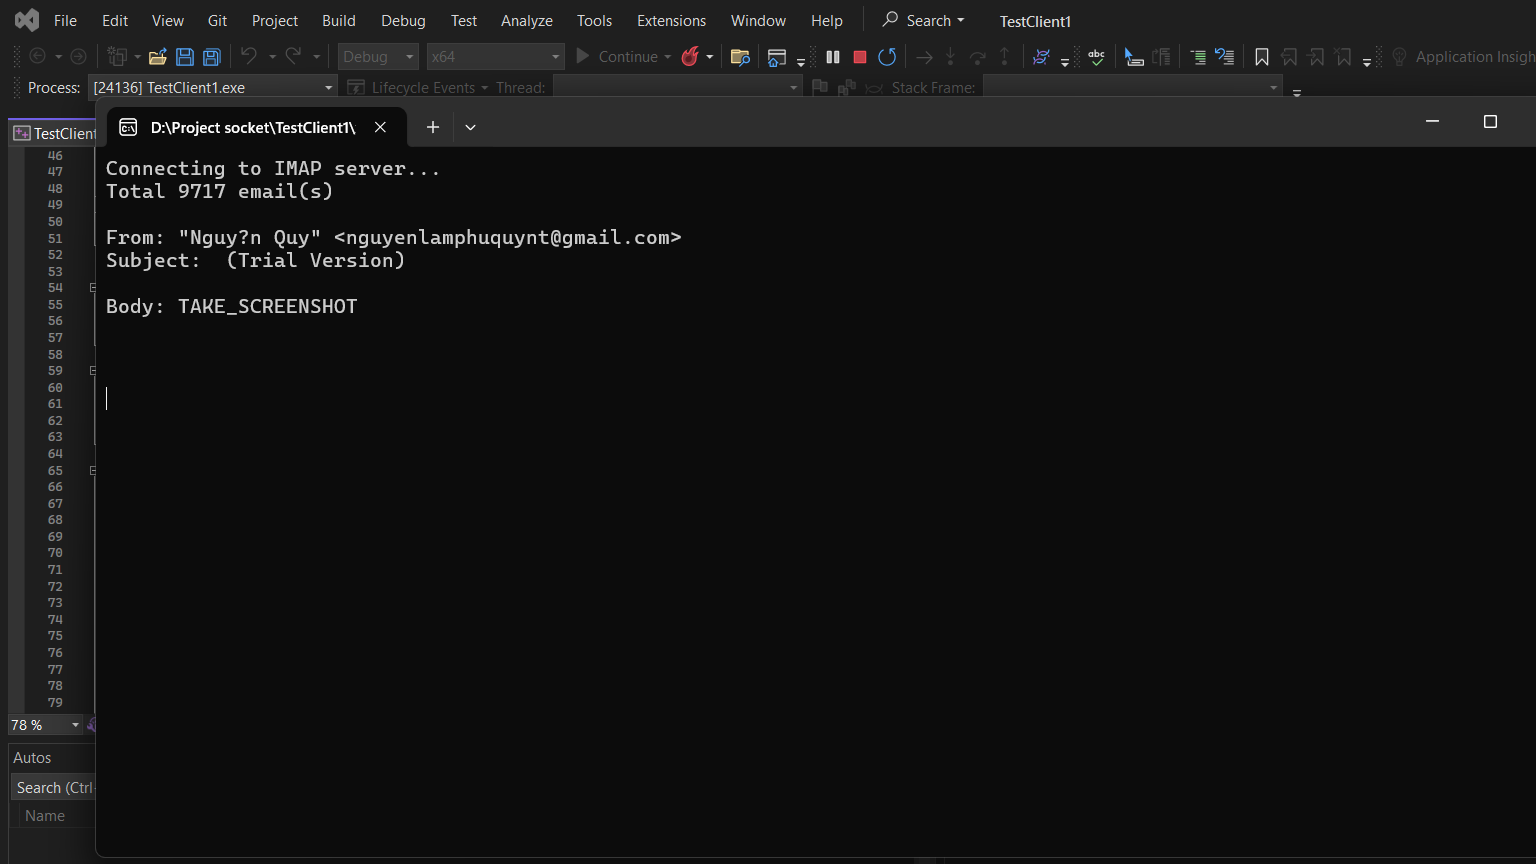 File Edit View Git Project Build Debug Test Analyze Tools Extensions Window Help Search TestClient1
Debug x64 Continue abc Application Insigh
Process: [24136] TestClient1.exe Lifecycle Events Thread: Stack Frame:
D:\Project socket\TestClient1\
TestClient
Connecting to IMAP server...
Total 9717 email(s)
From: "Nguy?n Quy" <nguyenlamphuquynt@gmail.com>
Subject:  (Trial Version)
Body: TAKE_SCREENSHOT
46
47
48
49
50
51
52
53
54
55
56
57
58
59
60
61
62
63
64
65
66
67
68
69
70
71
72
73
74
75
76
77
78
79
78 %
Autos
Search (Ctrl
Name